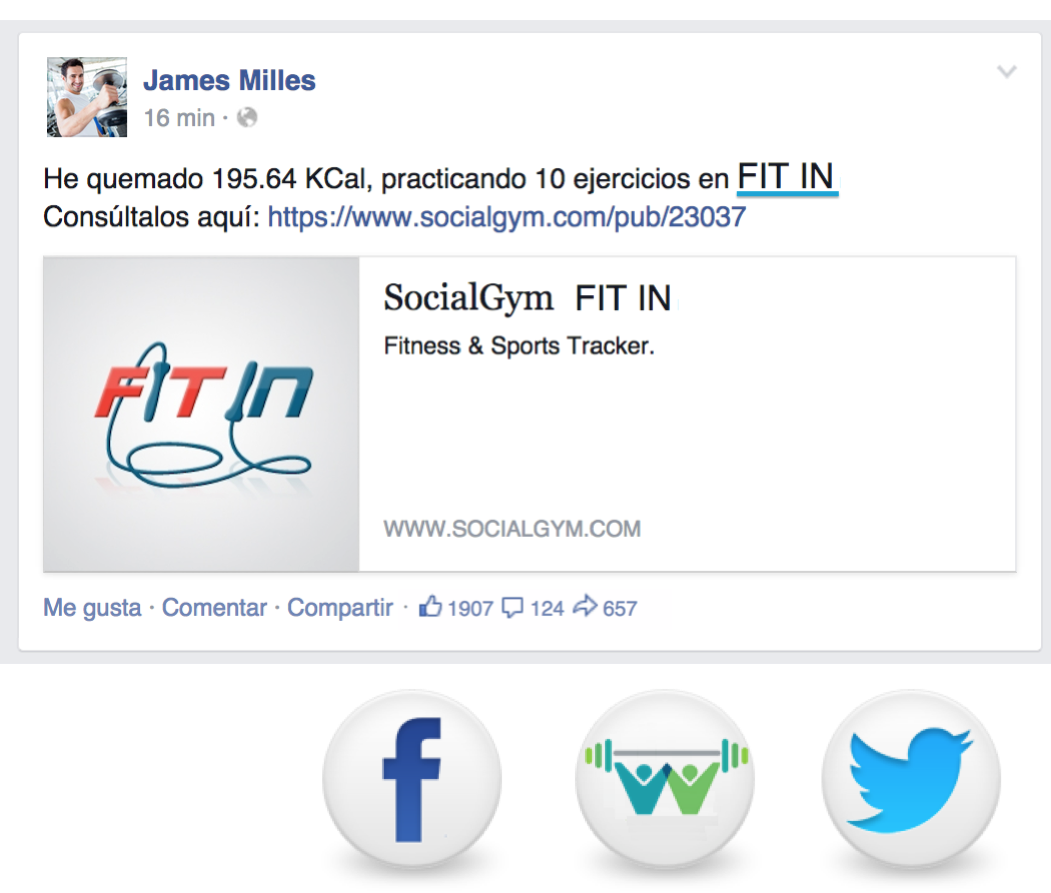 James Milles
16 min ·
He quemado 195.64 KCal, practicando 10 ejercicios en FIT IN
Consúltalos aquí: https://www.socialgym.com/pub/23037
FIT IN
SocialGym FIT IN
Fitness & Sports Tracker.
WWW.SOCIALGYM.COM
Me gusta · Comentar · Compartir · 1907 124 657
f